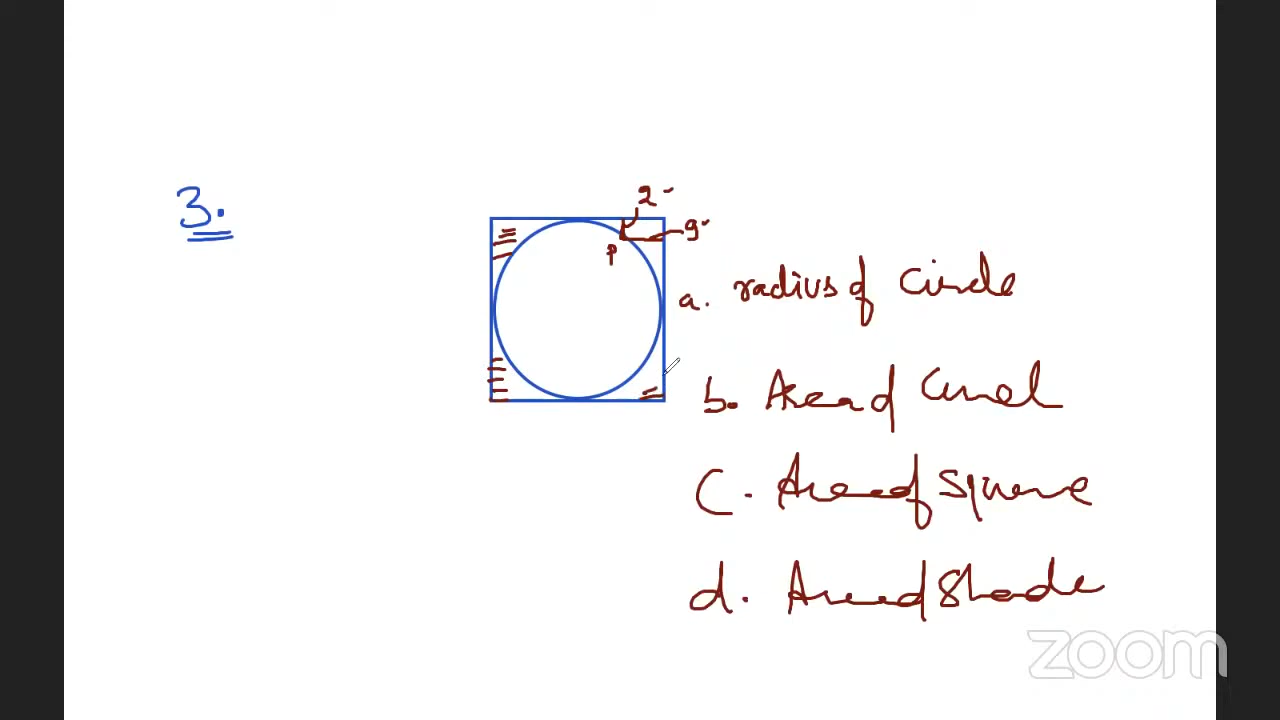 3.
2
9
P
a. radius of Circle
b. Area of Circle
C. Area of Square
d. Area of Shade
zoom